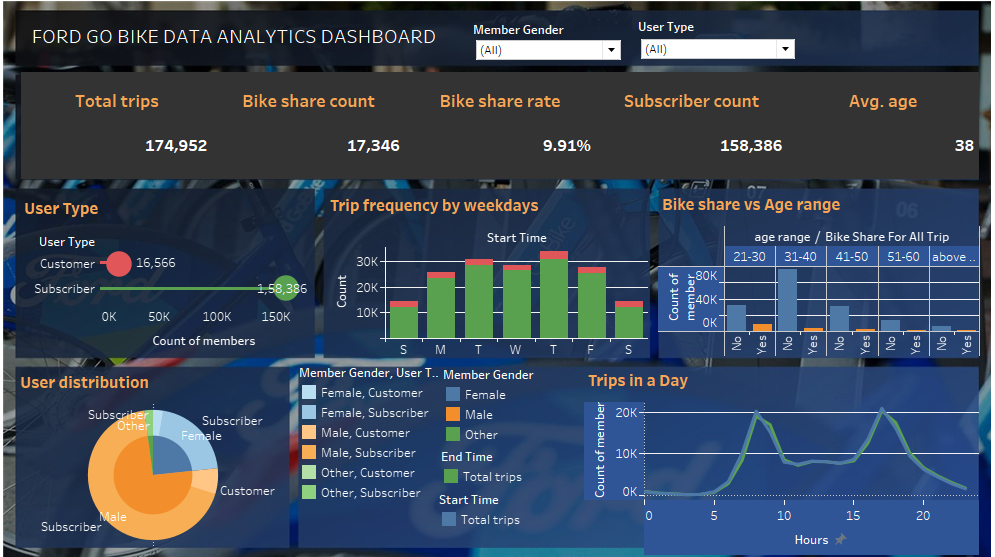 FORD GO BIKE DATA ANALYTICS DASHBOARD
Member Gender
(All)
User Type
(All)
Total trips
Bike share count
Bike share rate
Subscriber count
Avg. age
174,952
17,346
9.91%
158,386
38
User Type
User Type
Customer
16,566
Subscriber
1,58,386
0K 50K 100K 150K
Count of members
Trip frequency by weekdays
Start Time
Count
30K
20K
10K
S M T W T F S
Bike share vs Age range
age range / Bike Share For All Trip
21-30 31-40 41-50 51-60 above ..
Count of
member
80K
40K
0K
No Yes No Yes No Yes No Yes No Yes
User distribution
Subscriber
Other
Subscriber
Female
Customer
Male
Subscriber
Member Gender, User T..
Female, Customer
Female, Subscriber
Male, Customer
Male, Subscriber
Other, Customer
Other, Subscriber
Member Gender
Female
Male
Other
End Time
Total trips
Start Time
Total trips
Trips in a Day
Count of member
20K
10K
0K
0 5 10 15 20
Hours